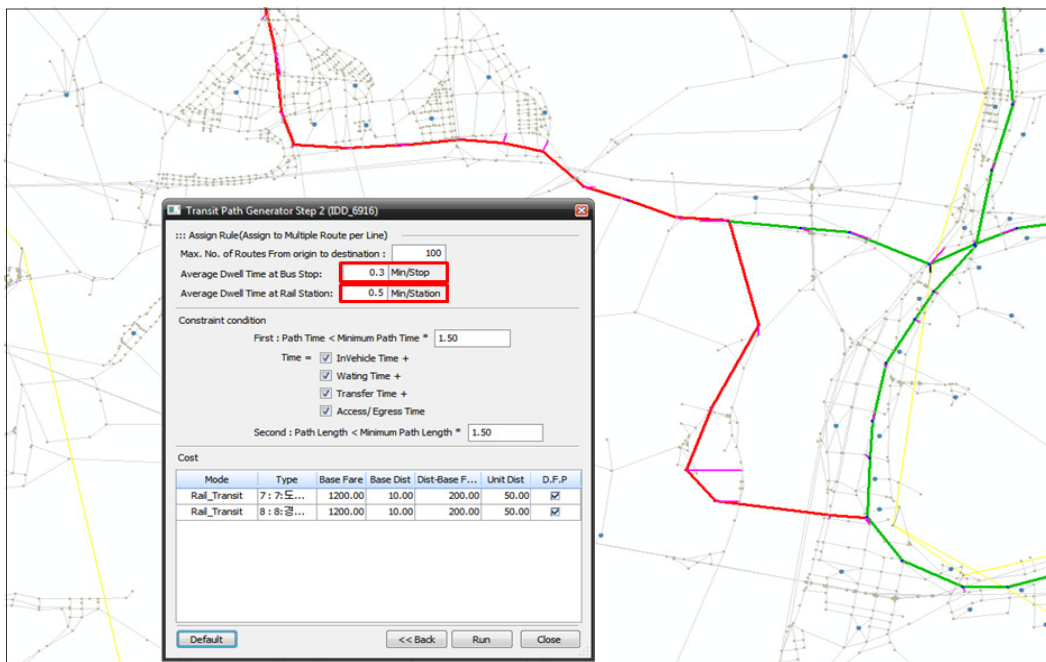 Transit Path Generator Step 2 (IDD_6916)
::: Assign Rule(Assign to Multiple Route per Line)
Max. No. of Routes From origin to destination : 100
Average Dwell Time at Bus Stop: 0.3 Min/Stop
Average Dwell Time at Rail Station: 0.5 Min/Station
Constraint condition
First : Path Time < Minimum Path Time * 1.50
Time = InVehicle Time +
Wating Time +
Transfer Time +
Access/ Egress Time
Second : Path Length < Minimum Path Length * 1.50
Cost
Mode Type Base Fare Base Dist Dist-Base F... Unit Dist D.F.P
Rail_Transit 7 : 7:도... 1200.00 10.00 200.00 50.00
Rail_Transit 8 : 8:경... 1200.00 10.00 200.00 50.00
Default << Back Run Close